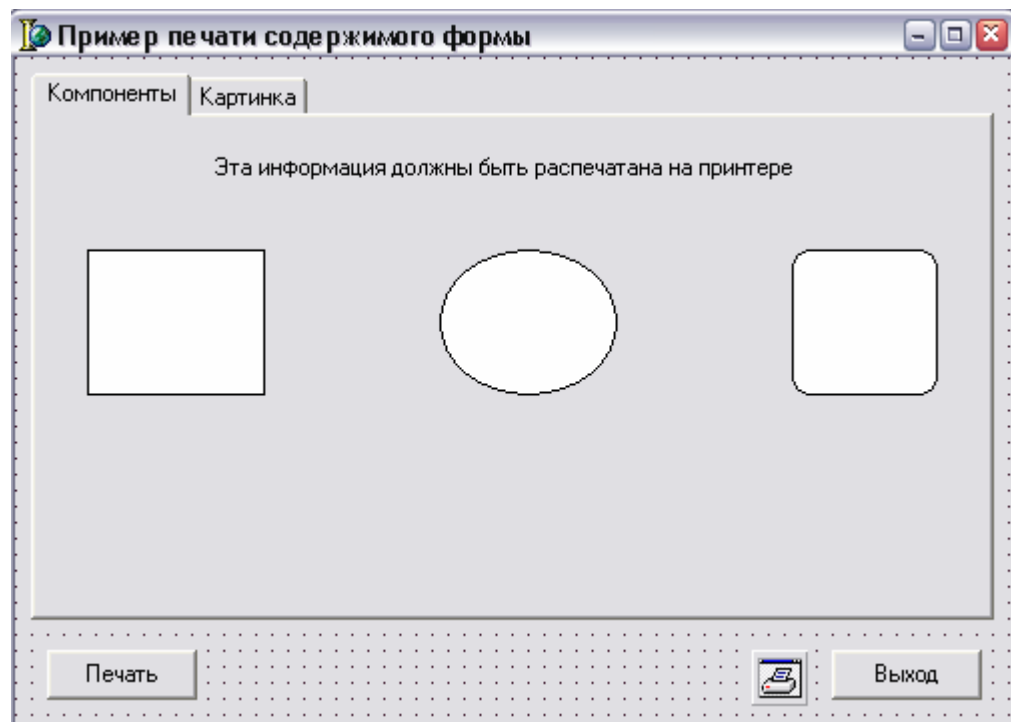 Пример печати содержимого формы
Компоненты
Картинка
Эта информация должны быть распечатана на принтере
Печать
Выход